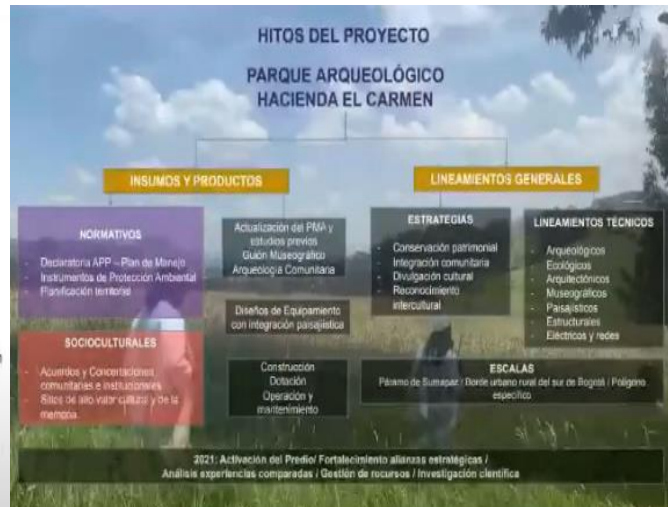 HITOS DEL PROYECTO
PARQUE ARQUEOLÓGICO
HACIENDA EL CARMEN
INSUMOS Y PRODUCTOS
LINEAMIENTOS GENERALES
NORMATIVOS
- Declaratoria APP – Plan de Manejo
- Instrumentos de Protección Ambiental
- Planificación territorial
SOCIOCULTURALES
- Acuerdos y Concertaciones
comunitarias e institucionales
- Sitios de alto valor cultural y de la
memoria.
Actualización del PMA y
estudios previos
Guión Museográfico
Arqueología Comunitaria
Diseños de Equipamiento
con integración paisajística
Construcción
Dotación
Operación y
mantenimiento
ESTRATEGIAS
- Conservación patrimonial
- Integración comunitaria
- Divulgación cultural
- Reconocimiento
intercultural
LINEAMIENTOS TÉCNICOS
- Arqueológicos
- Ecológicos
- Arquitectónicos
- Museográficos
- Paisajísticos
- Estructurales
- Eléctricos y redes
ESCALAS
Páramo de Sumapaz / Borde urbano rural del sur de Bogotá / Polígono
específico
2021: Activación del Predio/ Fortalecimiento alianzas estratégicas /
Análisis experiencias comparadas / Gestión de recursos / Investigación científica